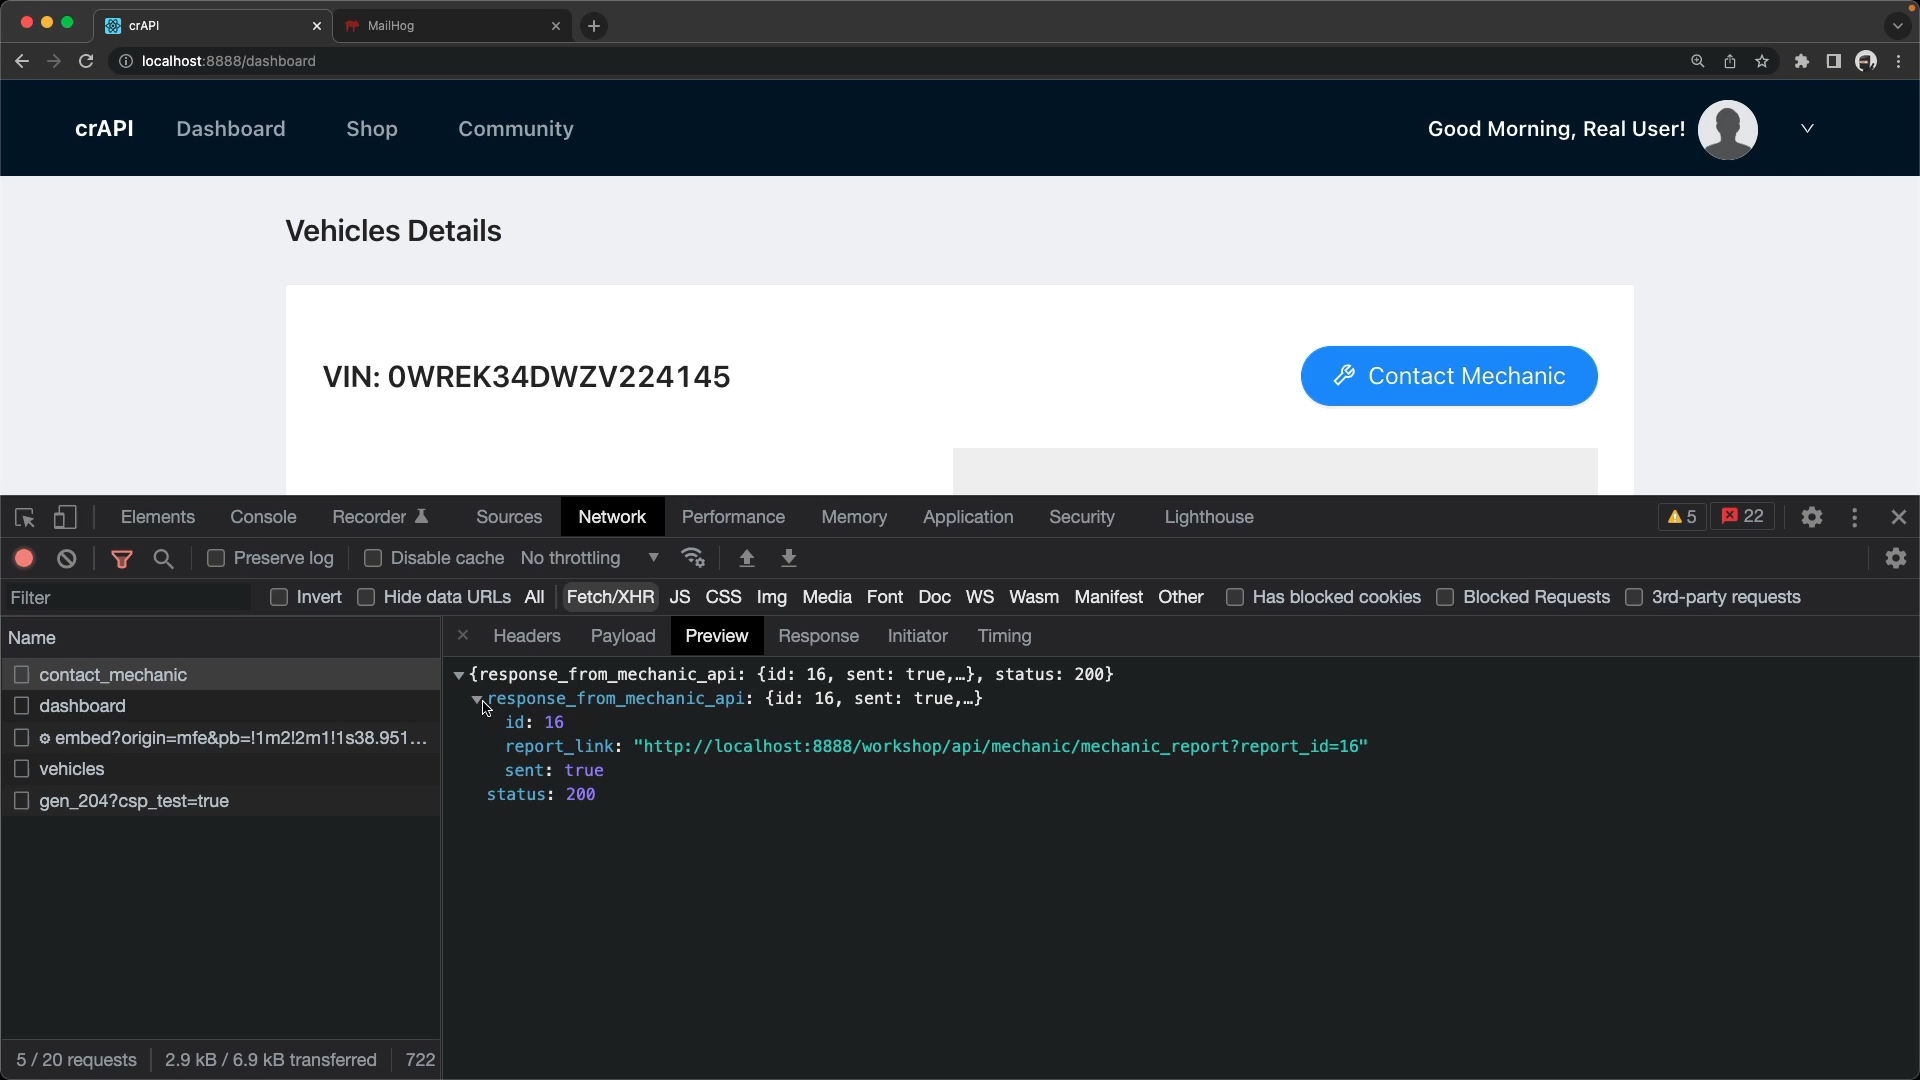 crAPI
MailHog
localhost:8888/dashboard
crAPI Dashboard Shop Community Good Morning, Real User!
Vehicles Details
VIN: 0WREK34DWZV224145
Contact Mechanic
Elements Console Recorder Sources Network Performance Memory Application Security Lighthouse 5 22
Preserve log Disable cache No throttling
Filter Invert Hide data URLs All Fetch/XHR JS CSS Img Media Font Doc WS Wasm Manifest Other Has blocked cookies Blocked Requests 3rd-party requests
Name
Headers Payload Preview Response Initiator Timing
contact_mechanic
dashboard
embed?origin=mfe&pb=!1m2!2m1!1s38.951...
vehicles
gen_204?csp_test=true
{response_from_mechanic_api: {id: 16, sent: true,…}, status: 200}
response_from_mechanic_api: {id: 16, sent: true,…}
id: 16
report_link: "http://localhost:8888/workshop/api/mechanic/mechanic_report?report_id=16"
sent: true
status: 200
5 / 20 requests 2.9 kB / 6.9 kB transferred 722